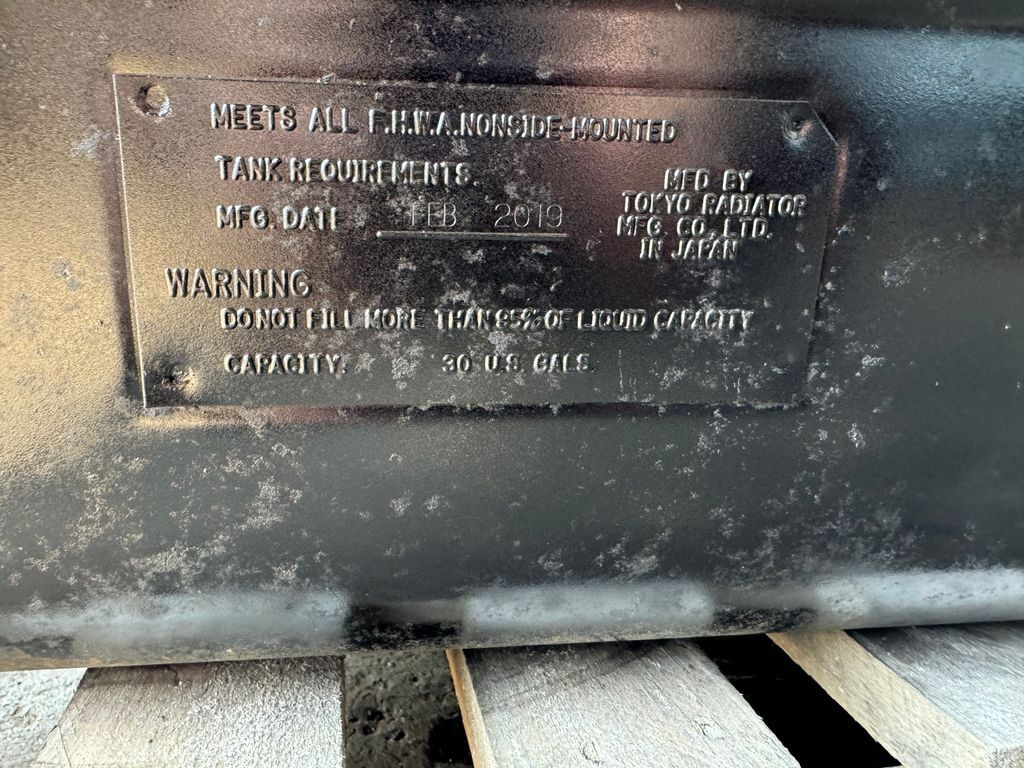 MEETS ALL F.H.W.A. NONSIDE-MOUNTED
TANK REQUIREMENTS.
MFG. DATE FEB 2019
MFD BY
TOKYO RADIATOR
MFG. CO., LTD.
IN JAPAN
WARNING
DO NOT FILL MORE THAN 95% OF LIQUID CAPACITY
CAPACITY. 30 U.S. GALS.